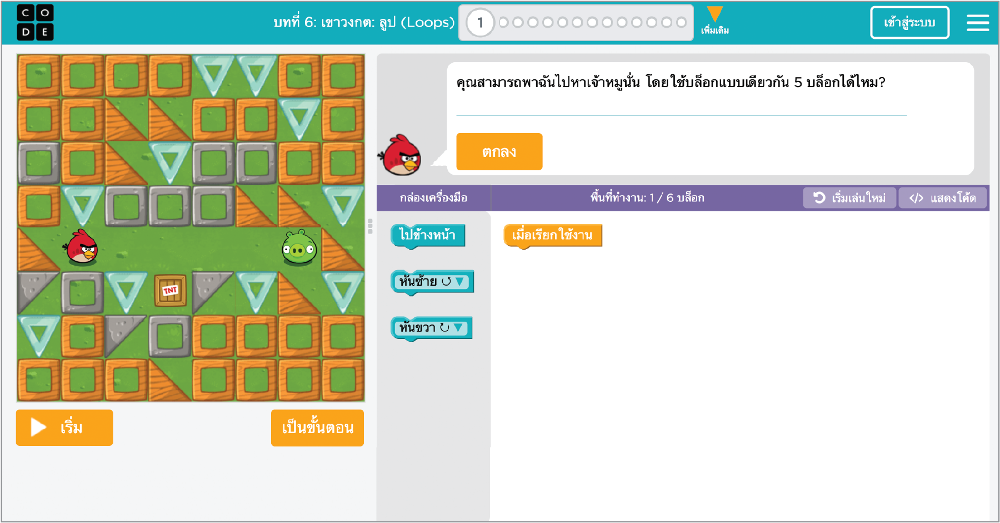 C O
D E
บทที่ 6: เขาวงกต: ลูป (Loops)
1
เพิ่มเติม
เข้าสู่ระบบ
คุณสามารถพาฉันไปหาเจ้าหมูนั่น โดยใช้บล็อกแบบเดียวกัน 5 บล็อกได้ไหม?
ตกลง
กล่องเครื่องมือ
พื้นที่ทำงาน: 1 / 6 บล็อก
เริ่มเล่นใหม่
</> แสดงโค้ด
ไปข้างหน้า
เมื่อเรียกใช้งาน
หันซ้าย ↺ ▼
หันขวา ↻ ▼
TNT
เริ่ม
เป็นขั้นตอน